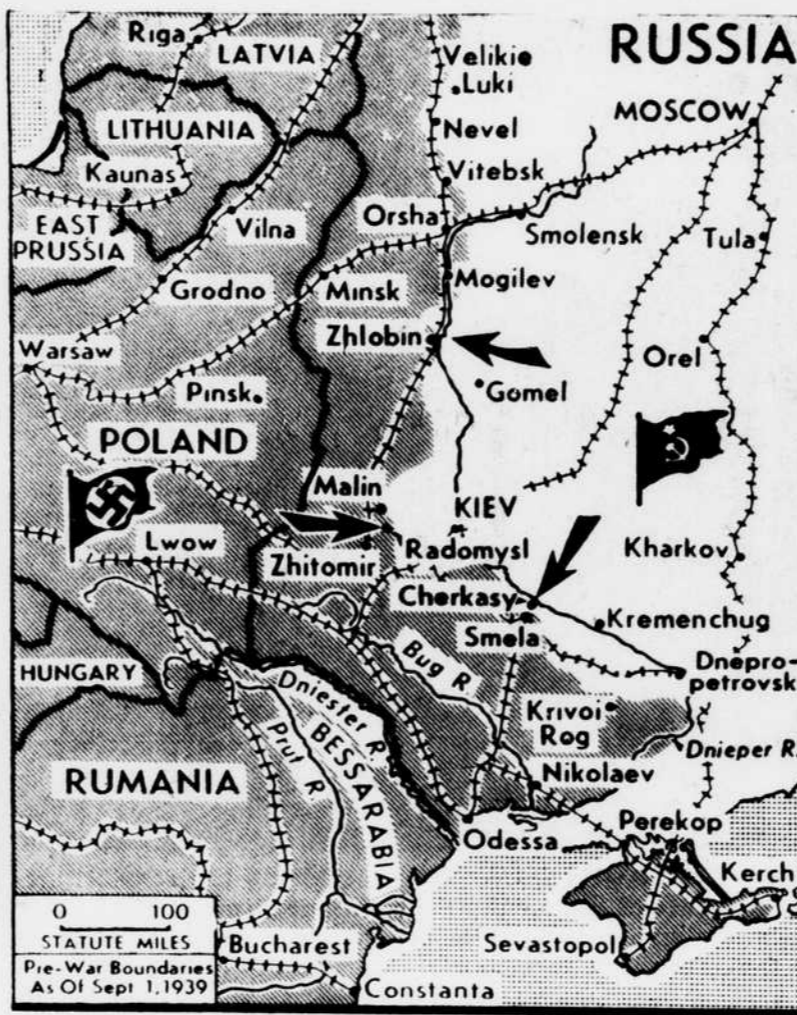 Riga
LATVIA
Velikie
Luki
RUSSIA
LITHUANIA
Nevel
MOSCOW
Kaunas
Vitebsk
EAST
PRUSSIA
Vilna
Orsha
Smolensk
Tula
Grodno
Minsk
Mogilev
Warsaw
Zhlobin
Orel
Pinsk
Gomel
POLAND
Malin
KIEV
Lwow
Zhitomir
Radomysl
Kharkov
Cherkasy
Kremenchug
Smela
HUNGARY
Bug R.
Dnepro-
petrovsk
Dniester R.
Krivoi
Rog
Prut R.
BESSARABIA
Dnieper R.
RUMANIA
Nikolaev
Odessa
Perekop
Kerch
0 100
STATUTE MILES
Pre-War Boundaries
As Of Sept 1, 1939
Bucharest
Sevastopol
Constanta